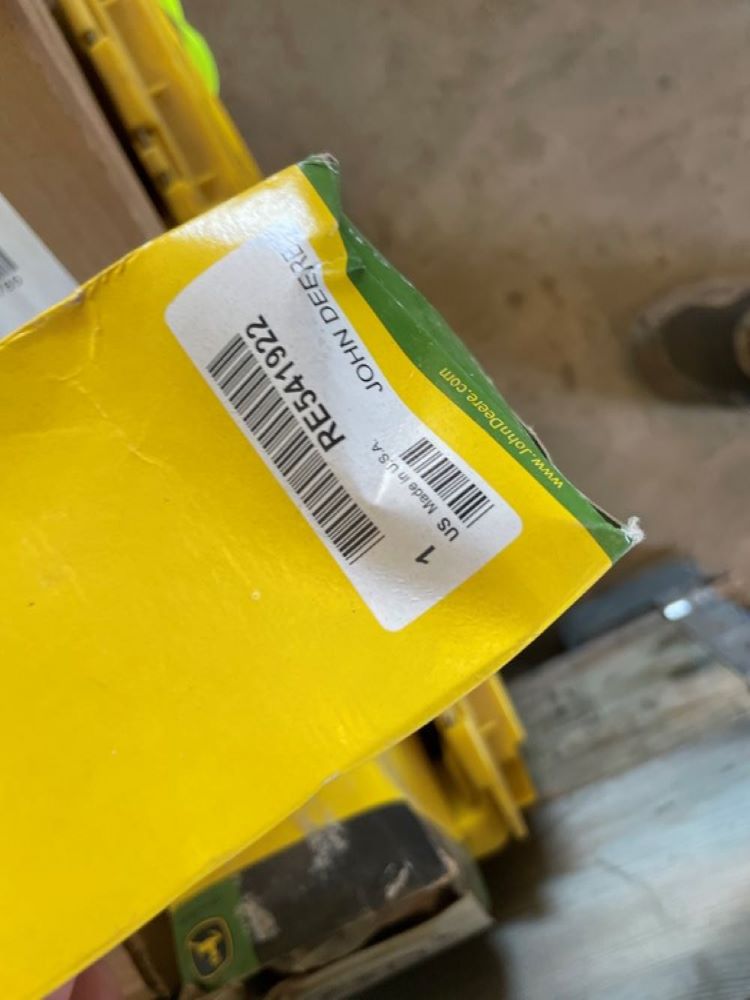 JOHN DEERE
RE541922
Made in U.S.A.
US
1
www.JohnDeere.com